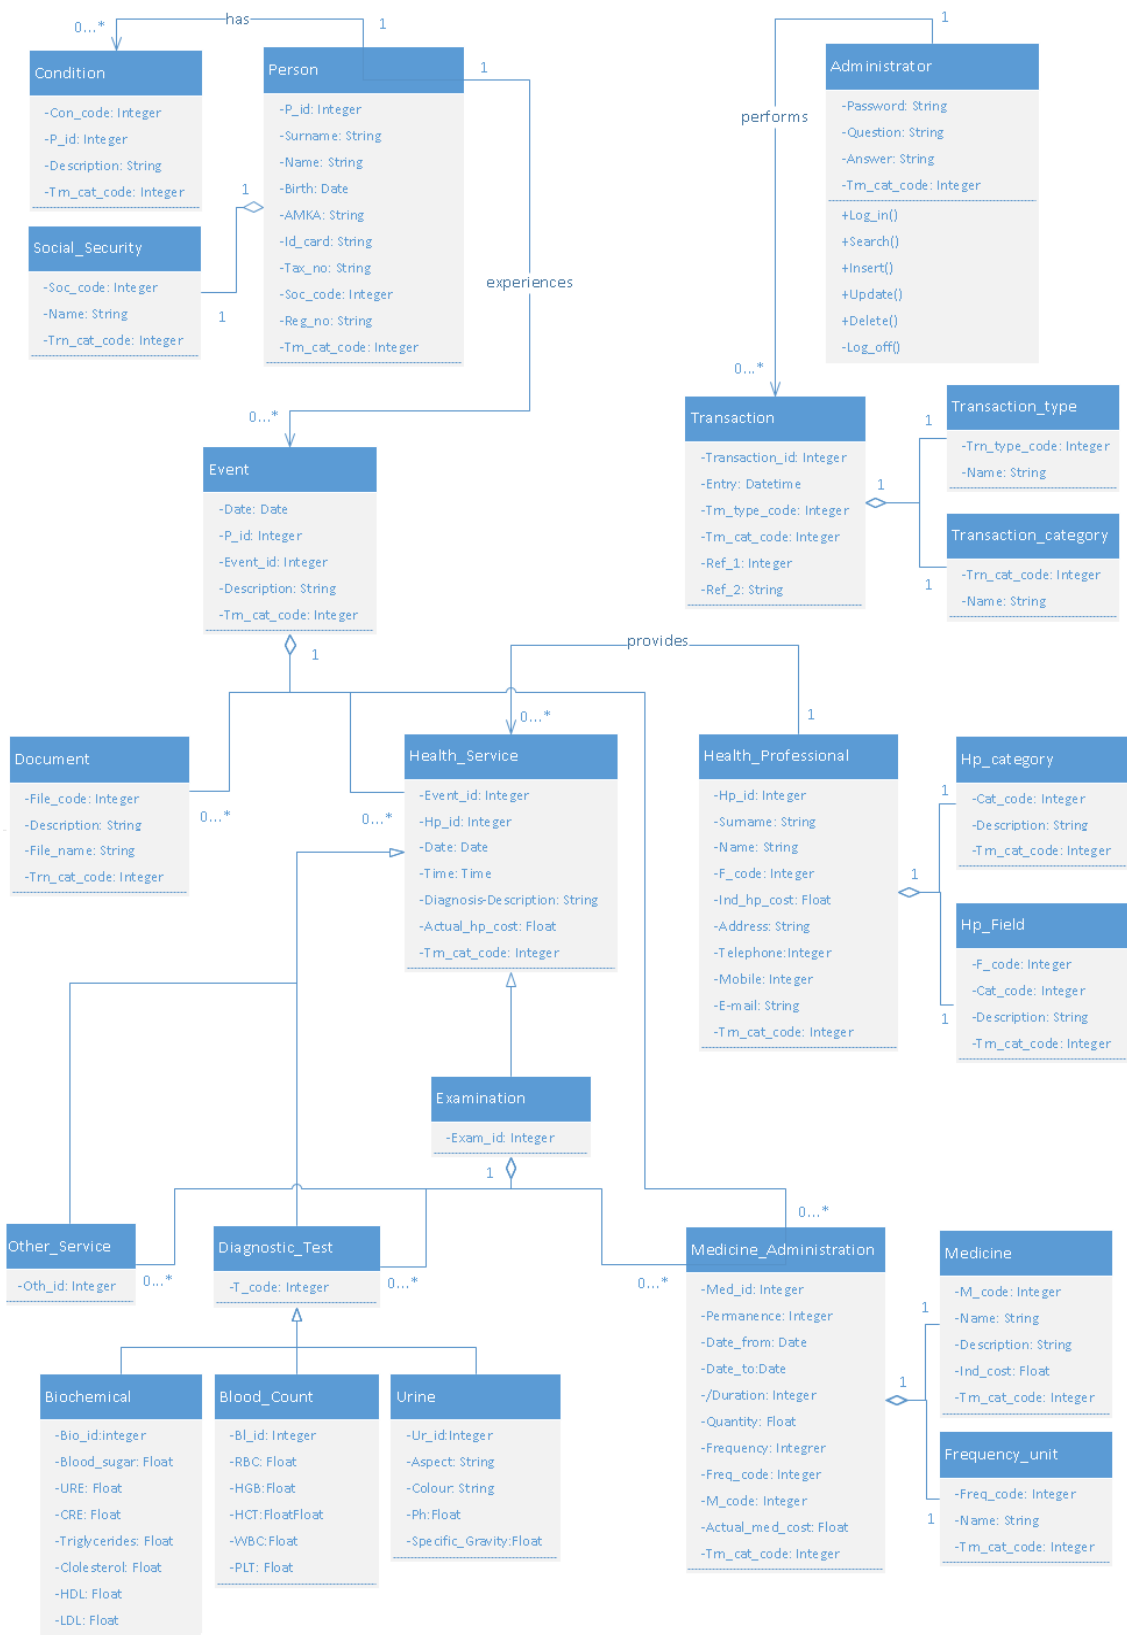 has
0...*
1
Condition
-Con_code: Integer
-P_id: Integer
-Description: String
-Trn_cat_code: Integer
Person
-P_id: Integer
-Surname: String
-Name: String
-Birth: Date
-AMKA: String
-Id_card: String
-Tax_no: String
-Soc_code: Integer
-Reg_no: String
-Trn_cat_code: Integer
1
1
Social_Security
-Soc_code: Integer
-Name: String
-Trn_cat_code: Integer
1
experiences
0...*
1
performs
Administrator
-Password: String
-Question: String
-Answer: String
-Trn_cat_code: Integer
+Log_in()
+Search()
+Insert()
+Update()
+Delete()
-Log_off()
0...*
Transaction
-Transaction_id: Integer
-Entry: Datetime
-Trn_type_code: Integer
-Trn_cat_code: Integer
-Ref_1: Integer
-Ref_2: String
1
1
Transaction_type
-Trn_type_code: Integer
-Name: String
Transaction_category
-Trn_cat_code: Integer
-Name: String
1
Event
-Date: Date
-P_id: Integer
-Event_id: Integer
-Description: String
-Trn_cat_code: Integer
1
provides
0...*
1
Document
-File_code: Integer
-Description: String
-File_name: String
-Trn_cat_code: Integer
0...*
Health_Service
-Event_id: Integer
-Hp_id: Integer
-Date: Date
-Time: Time
-Diagnosis-Description: String
-Actual_hp_cost: Float
-Trn_cat_code: Integer
0...*
Health_Professional
-Hp_id: Integer
-Surname: String
-Name: String
-F_code: Integer
-Ind_hp_cost: Float
-Address: String
-Telephone:Integer
-Mobile: Integer
-E-mail: String
-Trn_cat_code: Integer
1
1
Hp_category
-Cat_code: Integer
-Description: String
-Trn_cat_code: Integer
Hp_Field
-F_code: Integer
-Cat_code: Integer
-Description: String
-Trn_cat_code: Integer
1
Examination
-Exam_id: Integer
1
Other_Service
-Oth_id: Integer
0...*
Diagnostic_Test
-T_code: Integer
0...*
0...*
0...*
Medicine_Administration
-Med_id: Integer
-Permanence: Integer
-Date_from: Date
-Date_to:Date
-/Duration: Integer
-Quantity: Float
-Frequency: Integrer
-Freq_code: Integer
-M_code: Integer
-Actual_med_cost: Float
-Trn_cat_code: Integer
1
1
Medicine
-M_code: Integer
-Name: String
-Description: String
-Ind_cost: Float
-Trn_cat_code: Integer
Frequency_unit
-Freq_code: Integer
-Name: String
-Trn_cat_code: Integer
1
Biochemical
-Bio_id:integer
-Blood_sugar: Float
-URE: Float
-CRE: Float
-Triglycerides: Float
-Clolesterol: Float
-HDL: Float
-LDL: Float
Blood_Count
-Bl_id: Integer
-RBC: Float
-HGB:Float
-HCT:FloatFloat
-WBC: Float
-PLT: Float
Urine
-Ur_id:Integer
-Aspect: String
-Colour: String
-Ph:Float
-Specific_Gravity:Float